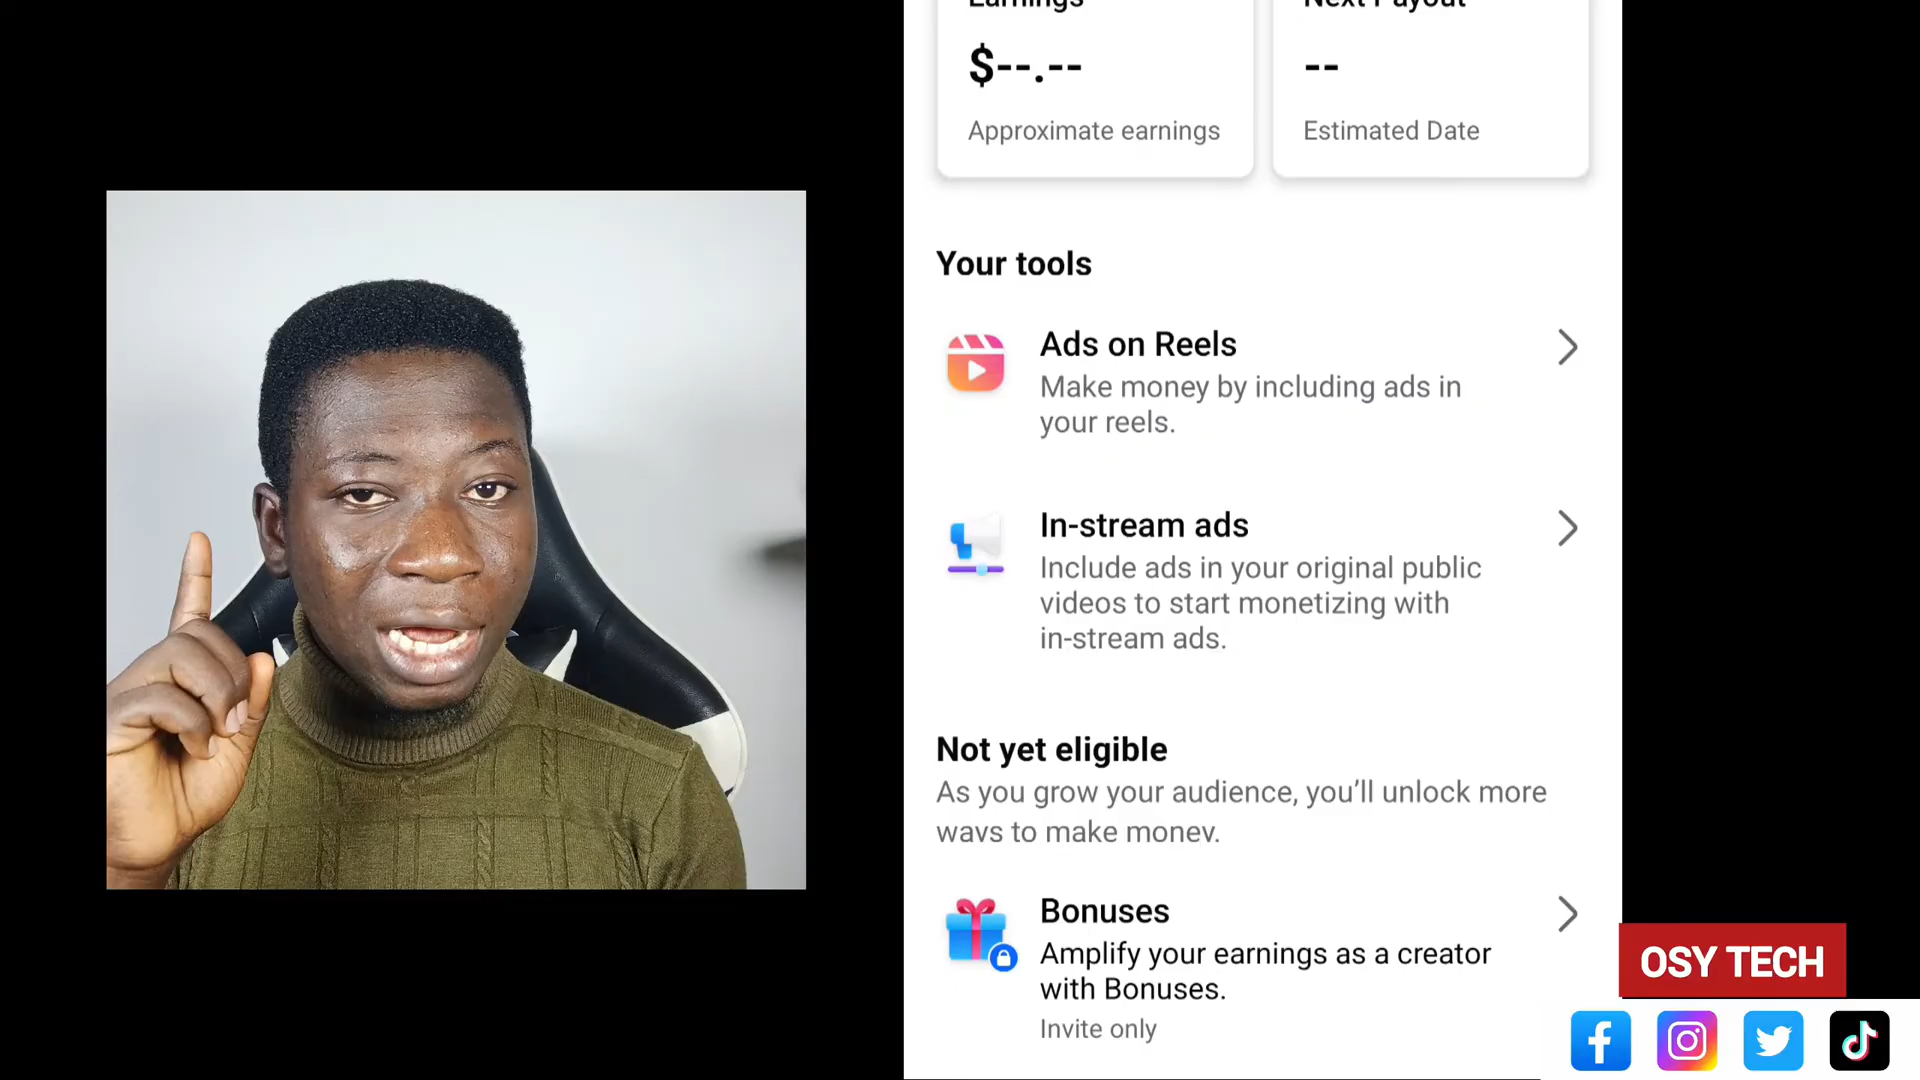 Earnings
Next Payout
$--.--
--
Approximate earnings
Estimated Date
Your tools
Ads on Reels
Make money by including ads in
your reels.
In-stream ads
Include ads in your original public
videos to start monetizing with
in-stream ads.
Not yet eligible
As you grow your audience, you’ll unlock more
ways to make money.
Bonuses
Amplify your earnings as a creator
with Bonuses.
Invite only
OSY TECH